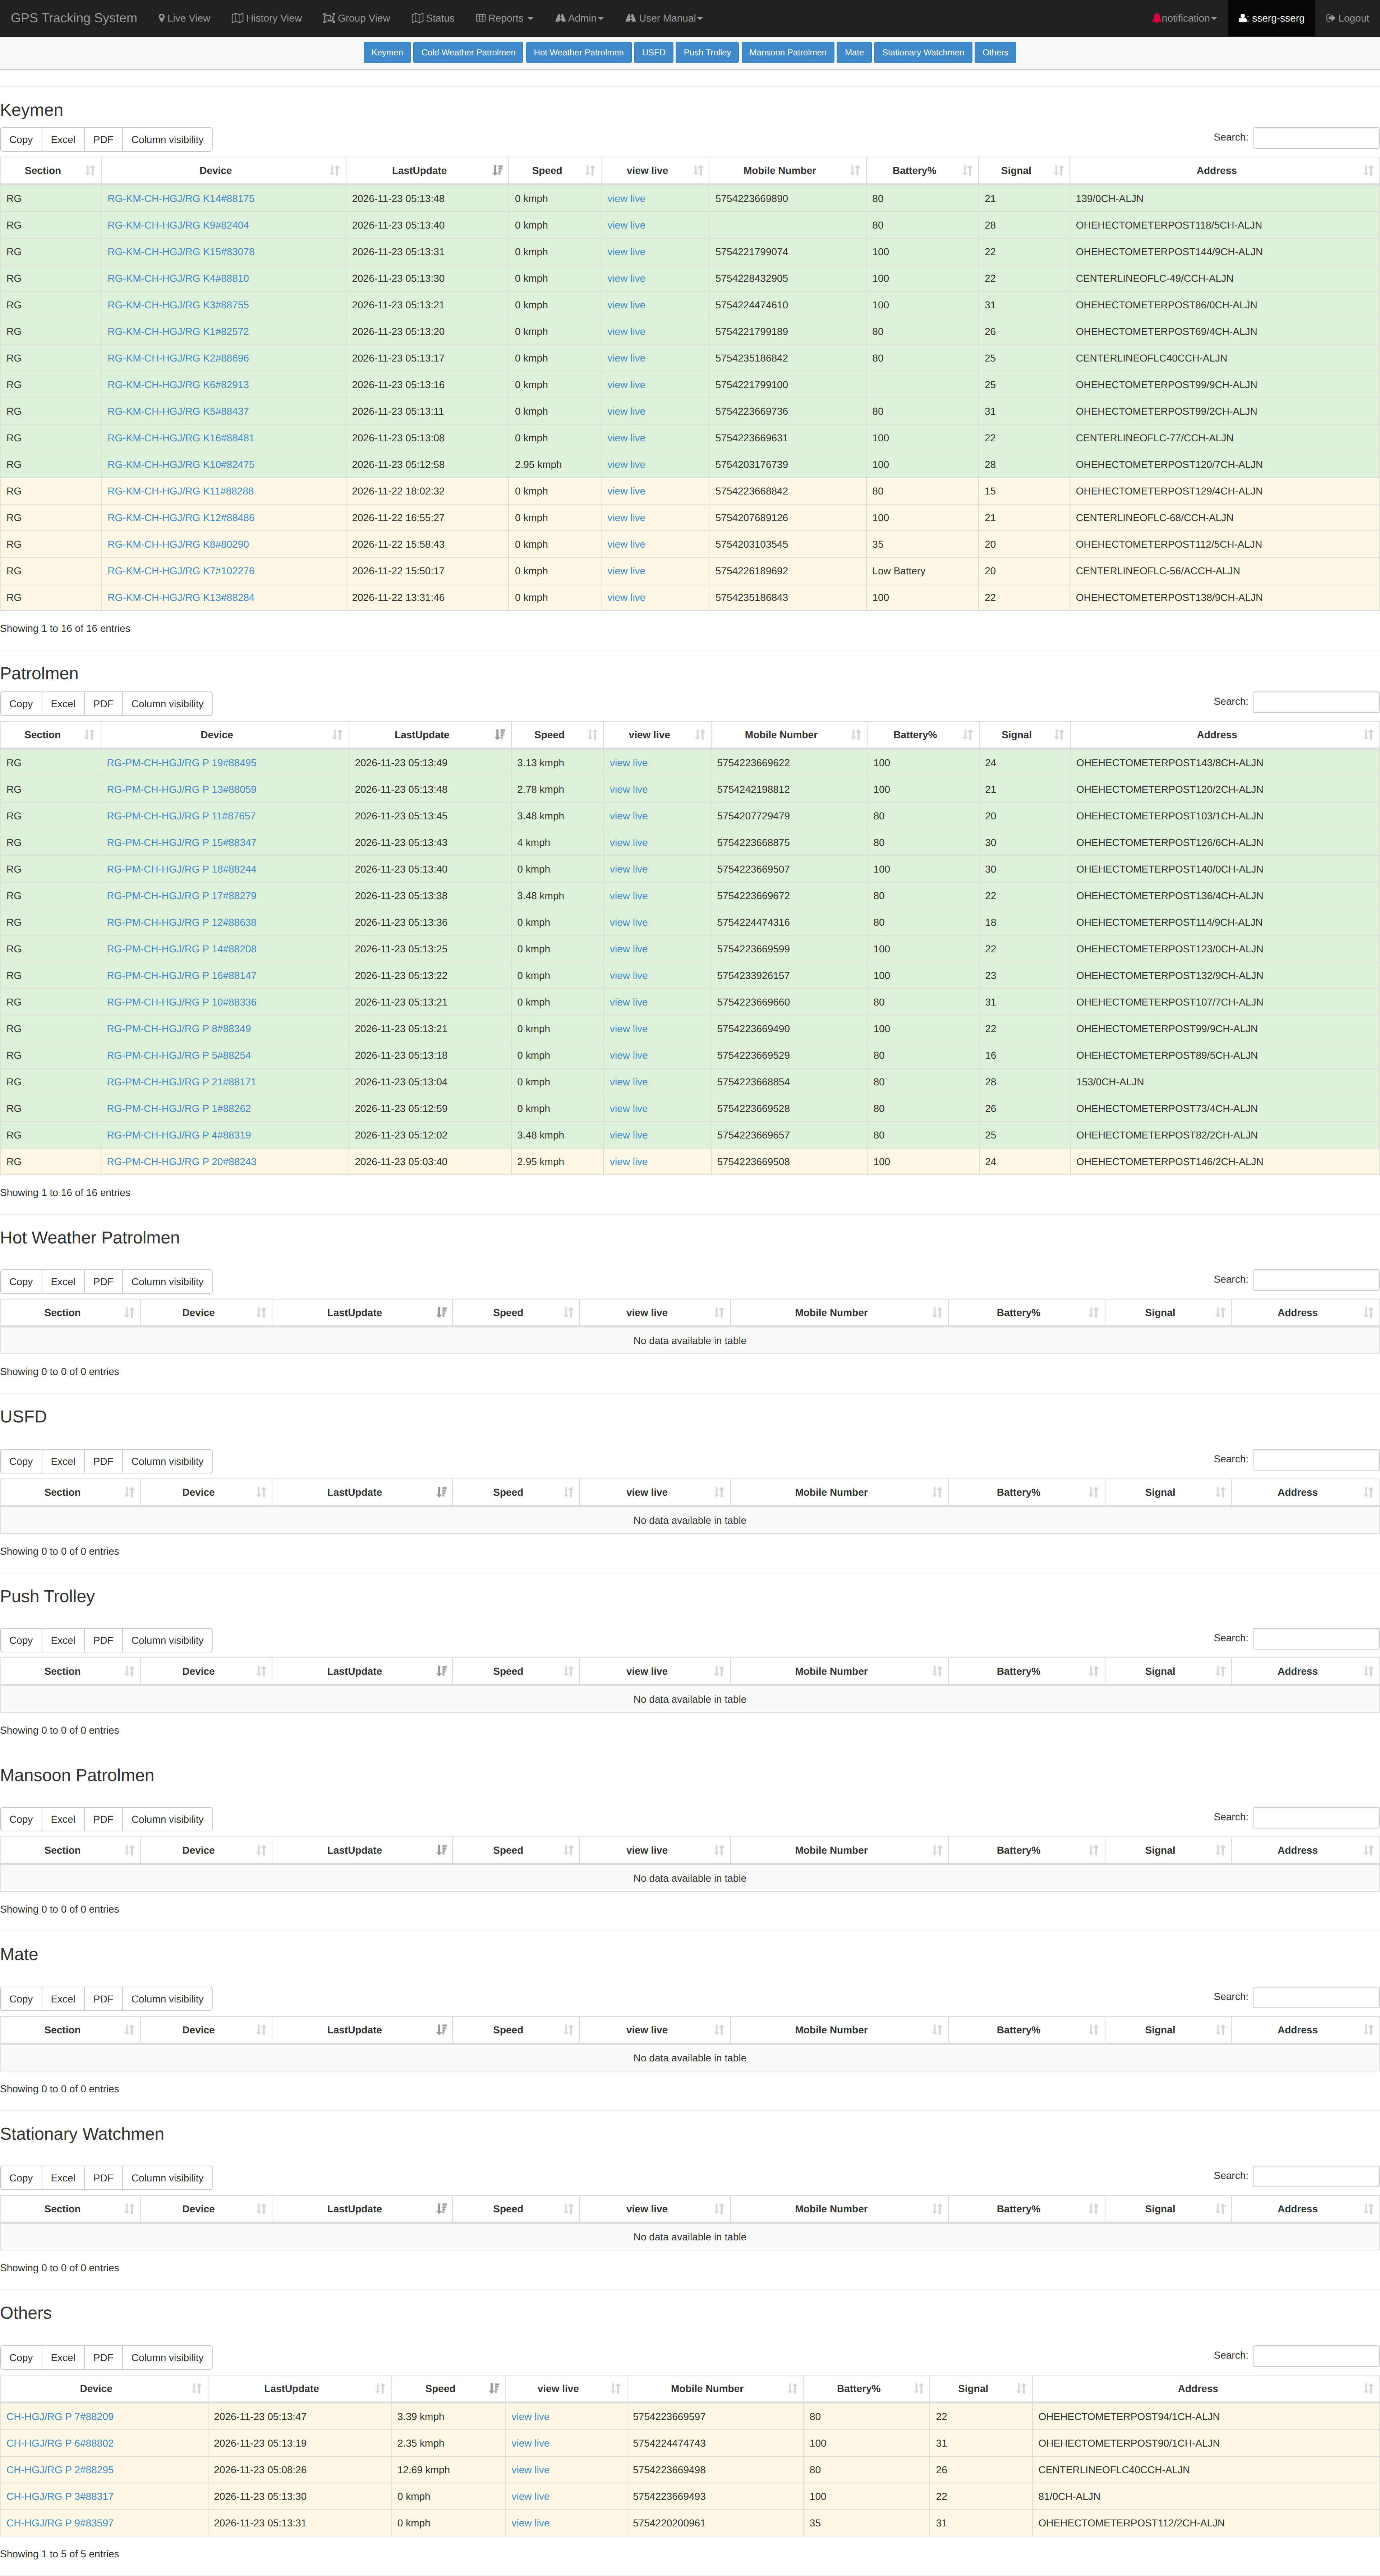 GPS Tracking System Live View History View Group View Status Reports Admin User Manual notification : sserg-sserg Logout
Keymen Cold Weather Patrolmen Hot Weather Patrolmen USFD Push Trolley Mansoon Patrolmen Mate Stationary Watchmen Others
Keymen
Copy Excel PDF Column visibility Search:
Section Device LastUpdate Speed view live Mobile Number Battery% Signal Address
RG RG-KM-CH-HGJ/RG K14#88175 2026-11-23 05:13:48 0 kmph view live 5754223669890 80 21 139/0CH-ALJN
RG RG-KM-CH-HGJ/RG K9#82404 2026-11-23 05:13:40 0 kmph view live 80 28 OHEHECTOMETERPOST118/5CH-ALJN
RG RG-KM-CH-HGJ/RG K15#83078 2026-11-23 05:13:31 0 kmph view live 5754221799074 100 22 OHEHECTOMETERPOST144/9CH-ALJN
RG RG-KM-CH-HGJ/RG K4#88810 2026-11-23 05:13:30 0 kmph view live 5754228432905 100 22 CENTERLINEOFLC-49/CCH-ALJN
RG RG-KM-CH-HGJ/RG K3#88755 2026-11-23 05:13:21 0 kmph view live 5754224474610 100 31 OHEHECTOMETERPOST86/0CH-ALJN
RG RG-KM-CH-HGJ/RG K1#82572 2026-11-23 05:13:20 0 kmph view live 5754221799189 80 26 OHEHECTOMETERPOST69/4CH-ALJN
RG RG-KM-CH-HGJ/RG K2#88696 2026-11-23 05:13:17 0 kmph view live 5754235186842 80 25 CENTERLINEOFLC40CCH-ALJN
RG RG-KM-CH-HGJ/RG K6#82913 2026-11-23 05:13:16 0 kmph view live 5754221799100 25 OHEHECTOMETERPOST99/9CH-ALJN
RG RG-KM-CH-HGJ/RG K5#88437 2026-11-23 05:13:11 0 kmph view live 5754223669736 80 31 OHEHECTOMETERPOST99/2CH-ALJN
RG RG-KM-CH-HGJ/RG K16#88481 2026-11-23 05:13:08 0 kmph view live 5754223669631 100 22 CENTERLINEOFLC-77/CCH-ALJN
RG RG-KM-CH-HGJ/RG K10#82475 2026-11-23 05:12:58 2.95 kmph view live 5754203176739 100 28 OHEHECTOMETERPOST120/7CH-ALJN
RG RG-KM-CH-HGJ/RG K11#88288 2026-11-22 18:02:32 0 kmph view live 5754223668842 80 15 OHEHECTOMETERPOST129/4CH-ALJN
RG RG-KM-CH-HGJ/RG K12#88486 2026-11-22 16:55:27 0 kmph view live 5754207689126 100 21 CENTERLINEOFLC-68/CCH-ALJN
RG RG-KM-CH-HGJ/RG K8#80290 2026-11-22 15:58:43 0 kmph view live 5754203103545 35 20 OHEHECTOMETERPOST112/5CH-ALJN
RG RG-KM-CH-HGJ/RG K7#102276 2026-11-22 15:50:17 0 kmph view live 5754226189692 Low Battery 20 CENTERLINEOFLC-56/ACCH-ALJN
RG RG-KM-CH-HGJ/RG K13#88284 2026-11-22 13:31:46 0 kmph view live 5754235186843 100 22 OHEHECTOMETERPOST138/9CH-ALJN
Showing 1 to 16 of 16 entries
Patrolmen
Copy Excel PDF Column visibility Search:
Section Device LastUpdate Speed view live Mobile Number Battery% Signal Address
RG RG-PM-CH-HGJ/RG P 19#88495 2026-11-23 05:13:49 3.13 kmph view live 5754223669622 100 24 OHEHECTOMETERPOST143/8CH-ALJN
RG RG-PM-CH-HGJ/RG P 13#88059 2026-11-23 05:13:48 2.78 kmph view live 5754242198812 100 21 OHEHECTOMETERPOST120/2CH-ALJN
RG RG-PM-CH-HGJ/RG P 11#87657 2026-11-23 05:13:45 3.48 kmph view live 5754207729479 80 20 OHEHECTOMETERPOST103/1CH-ALJN
RG RG-PM-CH-HGJ/RG P 15#88347 2026-11-23 05:13:43 4 kmph view live 5754223668875 80 30 OHEHECTOMETERPOST126/6CH-ALJN
RG RG-PM-CH-HGJ/RG P 18#88244 2026-11-23 05:13:40 0 kmph view live 5754223669507 100 30 OHEHECTOMETERPOST140/0CH-ALJN
RG RG-PM-CH-HGJ/RG P 17#88279 2026-11-23 05:13:38 3.48 kmph view live 5754223669672 80 22 OHEHECTOMETERPOST136/4CH-ALJN
RG RG-PM-CH-HGJ/RG P 12#88638 2026-11-23 05:13:36 0 kmph view live 5754224474316 80 18 OHEHECTOMETERPOST114/9CH-ALJN
RG RG-PM-CH-HGJ/RG P 14#88208 2026-11-23 05:13:25 0 kmph view live 5754223669599 100 22 OHEHECTOMETERPOST123/0CH-ALJN
RG RG-PM-CH-HGJ/RG P 16#88147 2026-11-23 05:13:22 0 kmph view live 5754233926157 100 23 OHEHECTOMETERPOST132/9CH-ALJN
RG RG-PM-CH-HGJ/RG P 10#88336 2026-11-23 05:13:21 0 kmph view live 5754223669660 80 31 OHEHECTOMETERPOST107/7CH-ALJN
RG RG-PM-CH-HGJ/RG P 8#88349 2026-11-23 05:13:21 0 kmph view live 5754223669490 100 22 OHEHECTOMETERPOST99/9CH-ALJN
RG RG-PM-CH-HGJ/RG P 5#88254 2026-11-23 05:13:18 0 kmph view live 5754223669529 80 16 OHEHECTOMETERPOST89/5CH-ALJN
RG RG-PM-CH-HGJ/RG P 21#88171 2026-11-23 05:13:04 0 kmph view live 5754223668854 80 28 153/0CH-ALJN
RG RG-PM-CH-HGJ/RG P 1#88262 2026-11-23 05:12:59 0 kmph view live 5754223669528 80 26 OHEHECTOMETERPOST73/4CH-ALJN
RG RG-PM-CH-HGJ/RG P 4#88319 2026-11-23 05:12:02 3.48 kmph view live 5754223669657 80 25 OHEHECTOMETERPOST82/2CH-ALJN
RG RG-PM-CH-HGJ/RG P 20#88243 2026-11-23 05:03:40 2.95 kmph view live 5754223669508 100 24 OHEHECTOMETERPOST146/2CH-ALJN
Showing 1 to 16 of 16 entries
Hot Weather Patrolmen
Copy Excel PDF Column visibility Search:
Section Device LastUpdate Speed view live Mobile Number Battery% Signal Address
No data available in table
Showing 0 to 0 of 0 entries
USFD
Copy Excel PDF Column visibility Search:
Section Device LastUpdate Speed view live Mobile Number Battery% Signal Address
No data available in table
Showing 0 to 0 of 0 entries
Push Trolley
Copy Excel PDF Column visibility Search:
Section Device LastUpdate Speed view live Mobile Number Battery% Signal Address
No data available in table
Showing 0 to 0 of 0 entries
Mansoon Patrolmen
Copy Excel PDF Column visibility Search:
Section Device LastUpdate Speed view live Mobile Number Battery% Signal Address
No data available in table
Showing 0 to 0 of 0 entries
Mate
Copy Excel PDF Column visibility Search:
Section Device LastUpdate Speed view live Mobile Number Battery% Signal Address
No data available in table
Showing 0 to 0 of 0 entries
Stationary Watchmen
Copy Excel PDF Column visibility Search:
Section Device LastUpdate Speed view live Mobile Number Battery% Signal Address
No data available in table
Showing 0 to 0 of 0 entries
Others
Copy Excel PDF Column visibility Search:
Device LastUpdate Speed view live Mobile Number Battery% Signal Address
CH-HGJ/RG P 7#88209 2026-11-23 05:13:47 3.39 kmph view live 5754223669597 80 22 OHEHECTOMETERPOST94/1CH-ALJN
CH-HGJ/RG P 6#88802 2026-11-23 05:13:19 2.35 kmph view live 5754224474743 100 31 OHEHECTOMETERPOST90/1CH-ALJN
CH-HGJ/RG P 2#88295 2026-11-23 05:08:26 12.69 kmph view live 5754223669498 80 26 CENTERLINEOFLC40CCH-ALJN
CH-HGJ/RG P 3#88317 2026-11-23 05:13:30 0 kmph view live 5754223669493 100 22 81/0CH-ALJN
CH-HGJ/RG P 9#83597 2026-11-23 05:13:31 0 kmph view live 5754220200961 35 31 OHEHECTOMETERPOST112/2CH-ALJN
Showing 1 to 5 of 5 entries